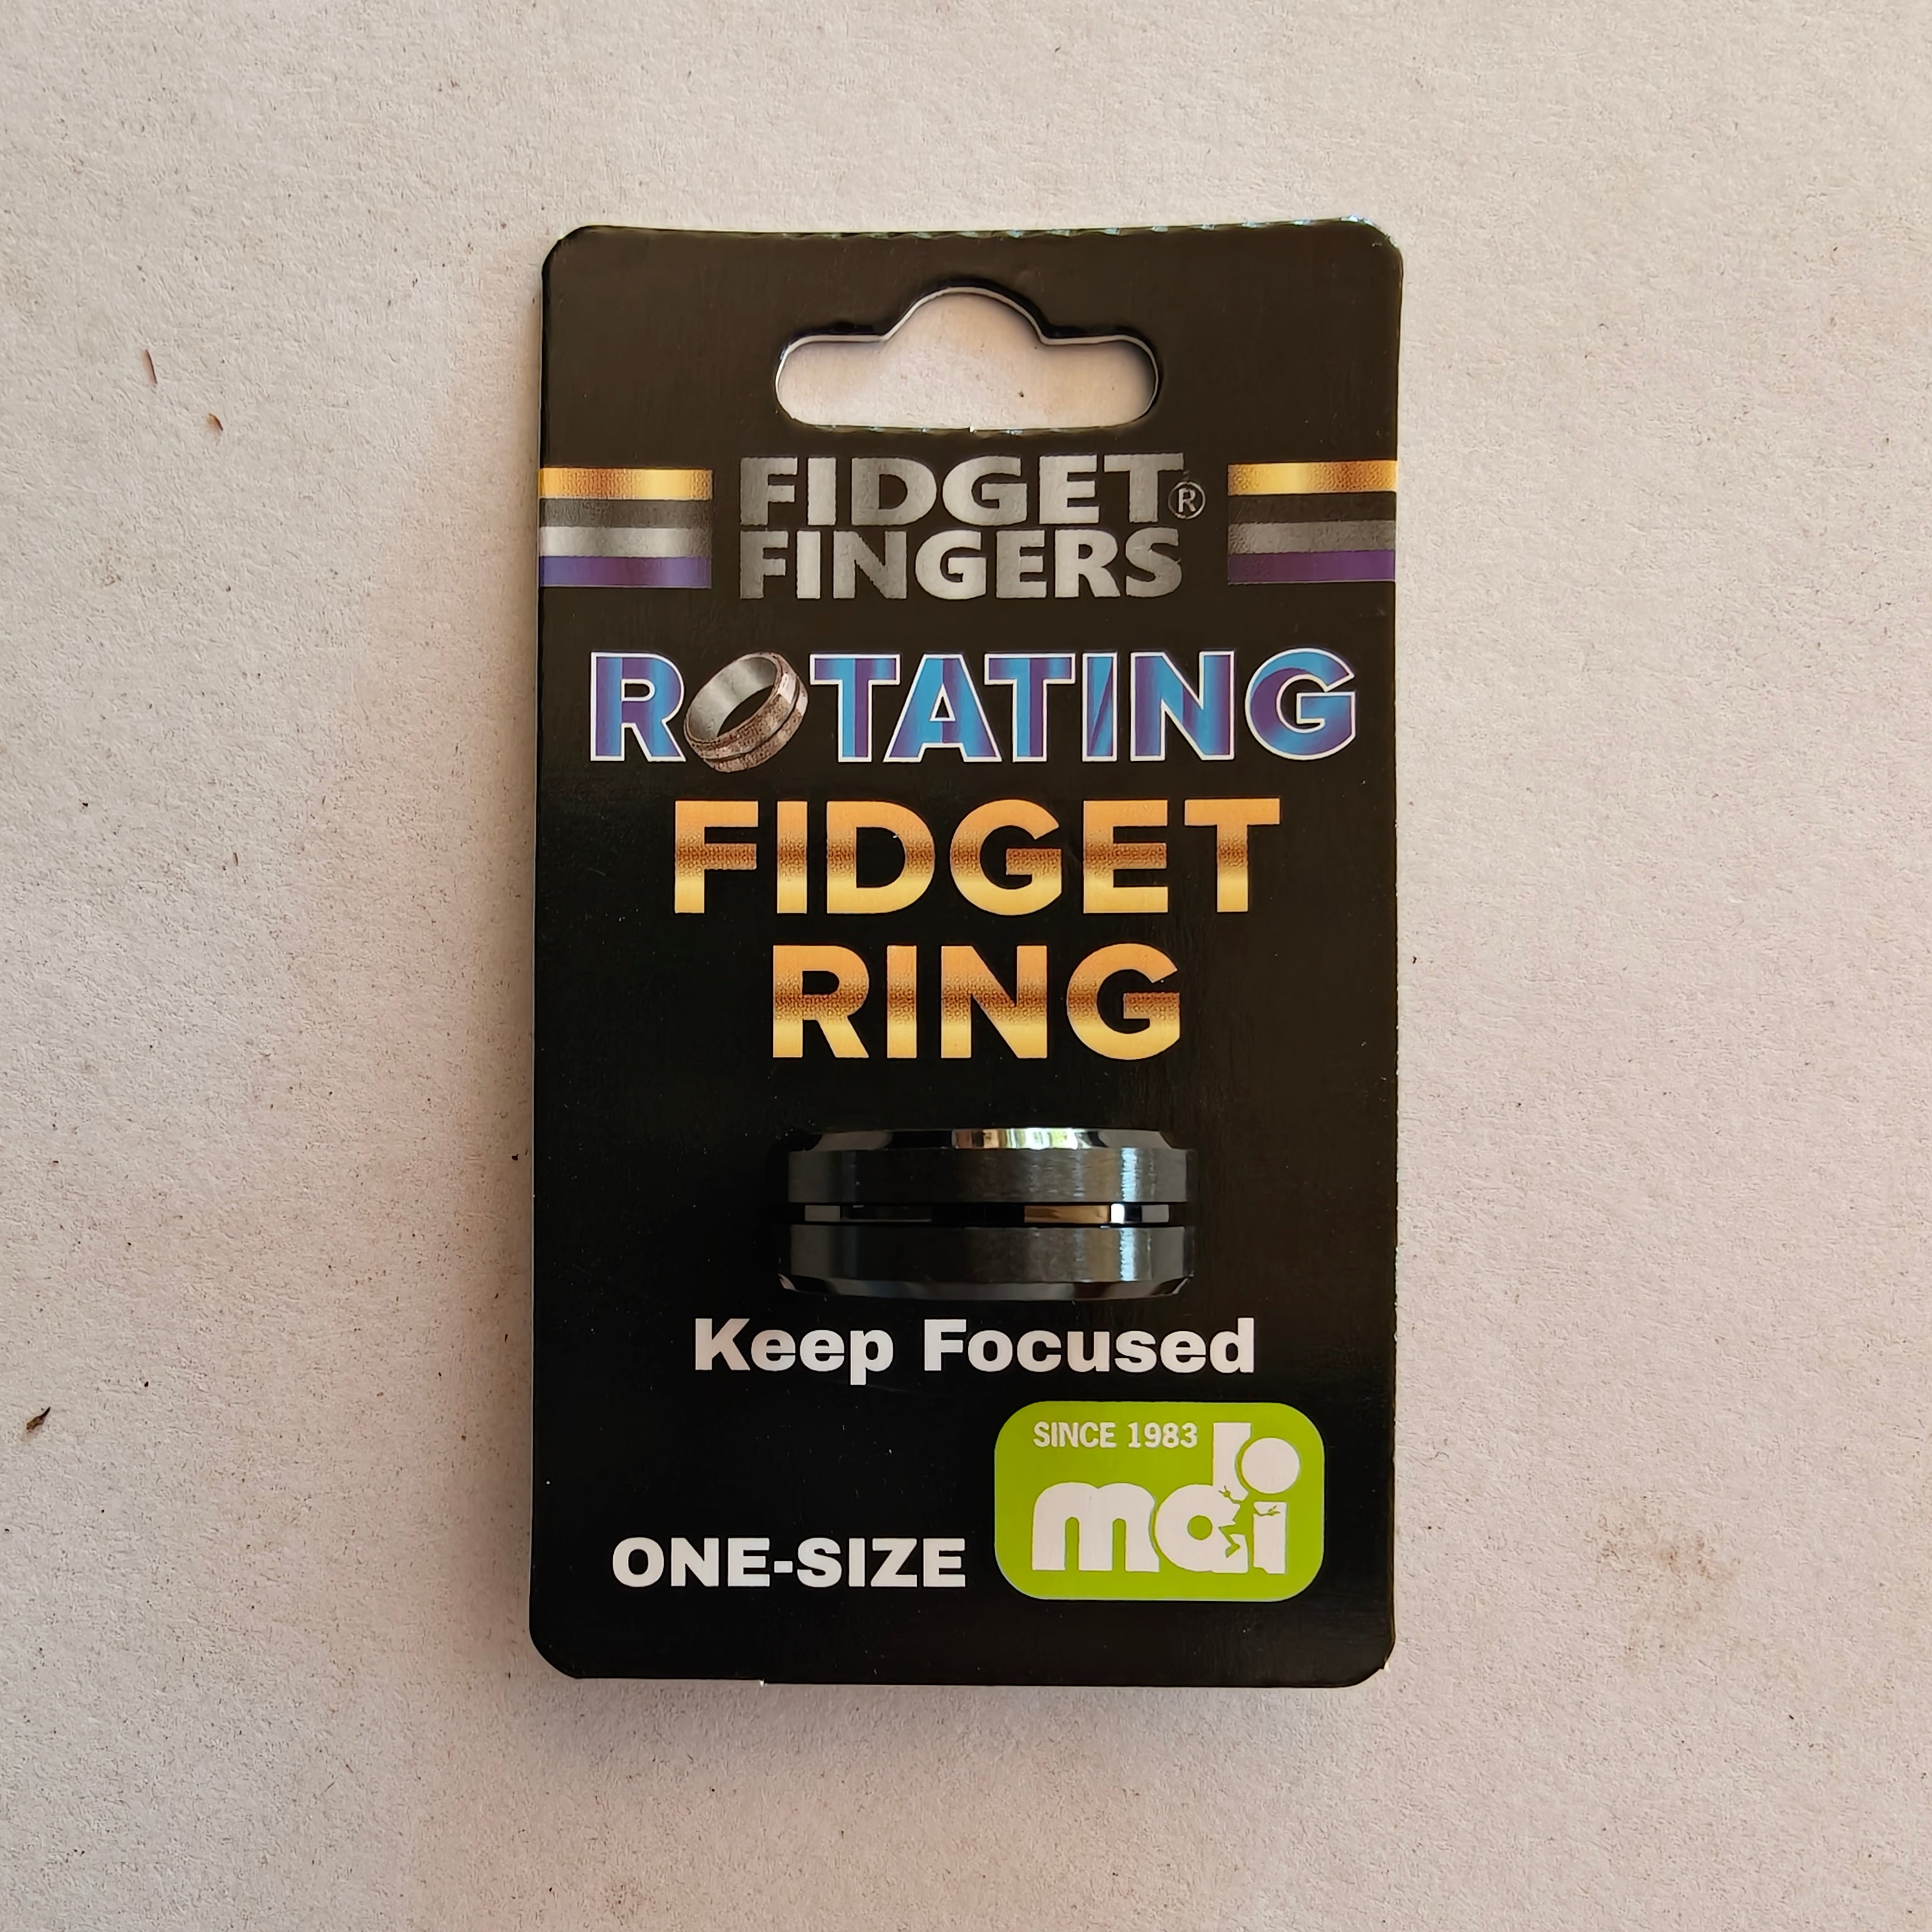 FIDGET®
FINGERS
ROTATING
FIDGET
RING
Keep Focused
SINCE 1983
mdi
ONE-SIZE